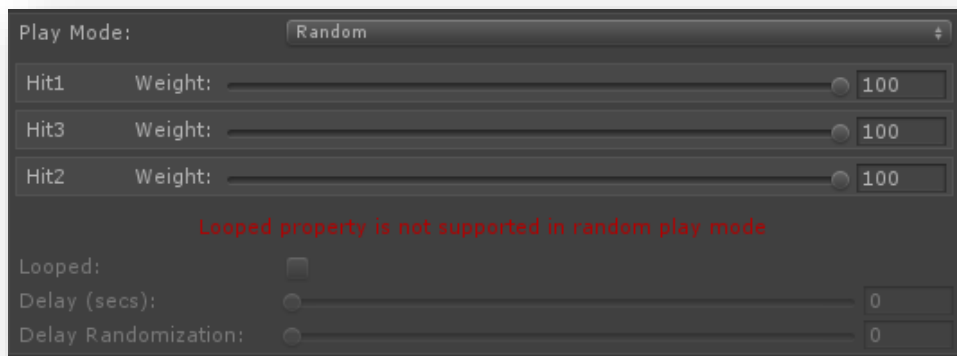 Play Mode: Random
Hit1 Weight: 100
Hit3 Weight: 100
Hit2 Weight: 100
Looped property is not supported in random play mode
Looped:
Delay (secs): 0
Delay Randomization: 0